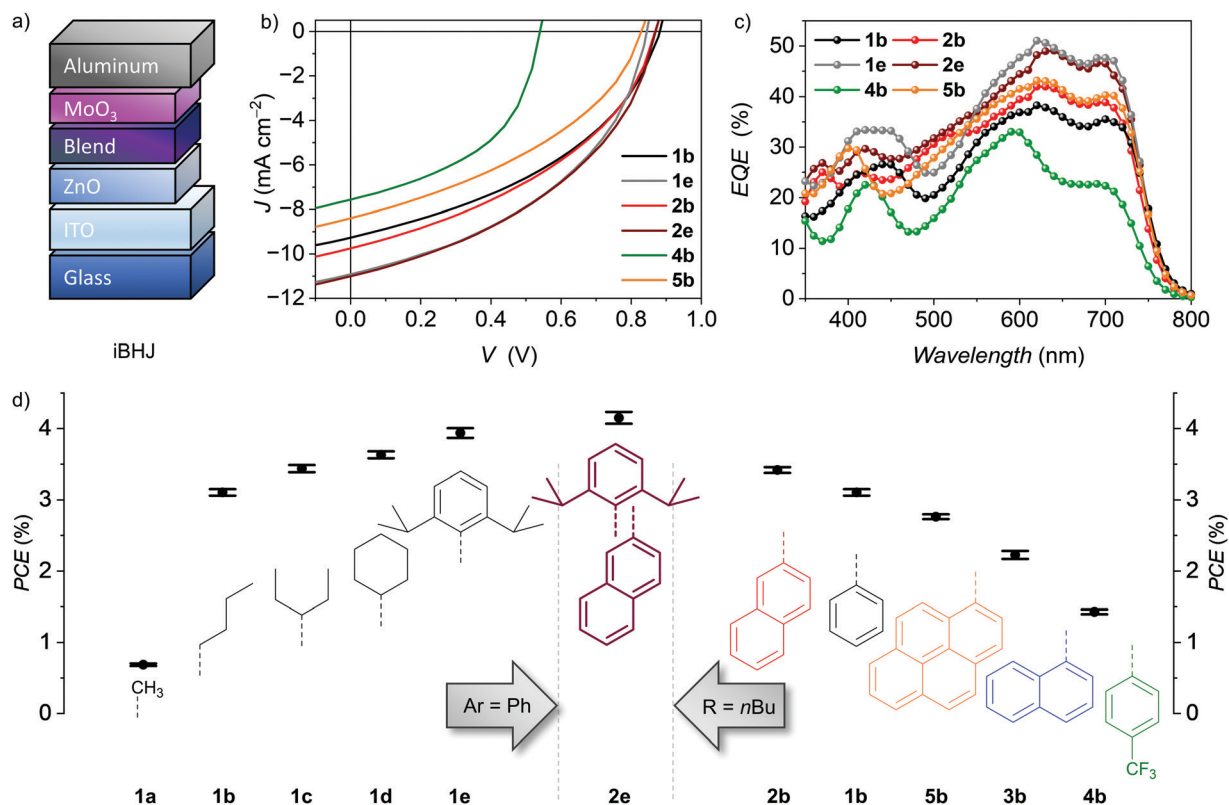 a)
Aluminum
MoO₃
Blend
ZnO
ITO
Glass
iBHJ
b)
0
−2
−4
−6
−8
−10
−12
J (mA cm⁻²)
0.0 0.2 0.4 0.6 0.8 1.0
V (V)
1b
1e
2b
2e
4b
5b
c)
50
40
30
20
10
0
EQE (%)
1b 2b
1e 2e
4b 5b
400 500 600 700 800
Wavelength (nm)
d)
4
3
2
1
0
PCE (%)
CH₃
Ar = Ph
R = nBu
CF₃
4
3
2
1
0
PCE (%)
1a 1b 1c 1d 1e 2e 2b 1b 5b 3b 4b